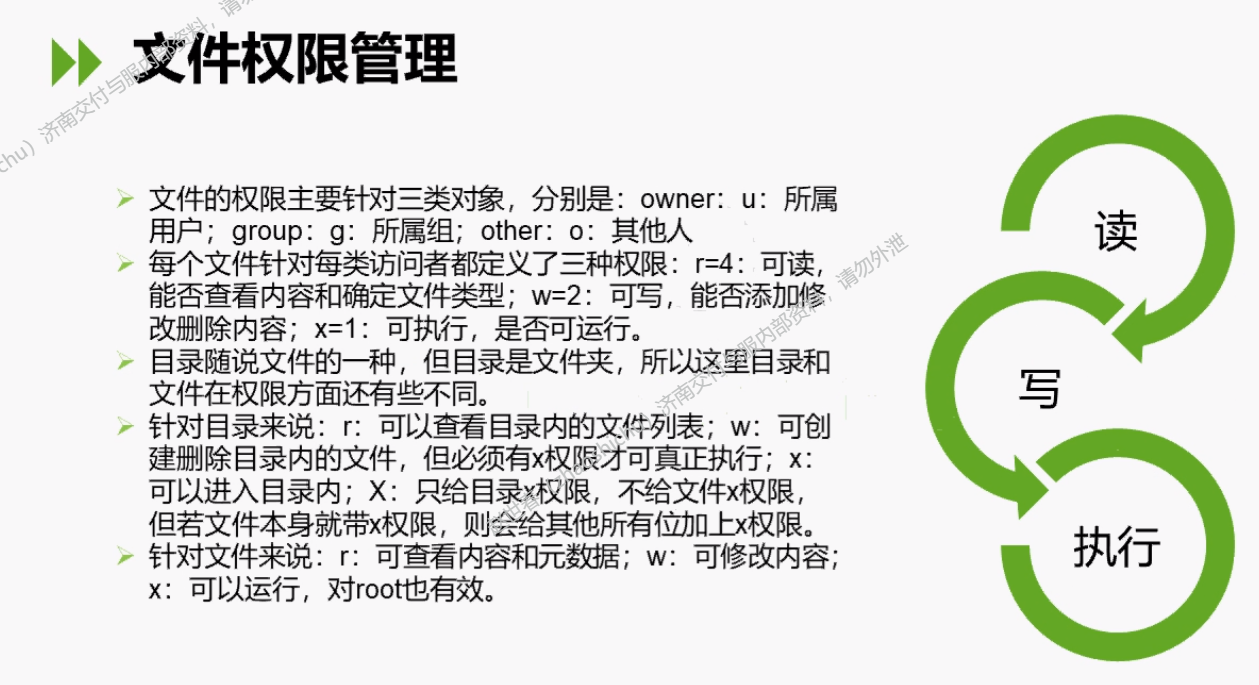 文件权限管理
文件的权限主要针对三类对象，分别是：owner：u：所属
用户；group：g：所属组；other：o：其他人
每个文件针对每类访问者都定义了三种权限：r=4：可读，
能否查看内容和确定文件类型；w=2：可写，能否添加修
改删除内容；x=1：可执行，是否可运行。
目录随说文件的一种，但目录是文件夹，所以这里目录和
文件在权限方面还有些不同。
针对目录来说：r：可以查看目录内的文件列表；w：可创
建删除目录内的文件，但必须有x权限才可真正执行；x：
可以进入目录内；X：只给目录x权限，不给文件x权限，
但若文件本身就带x权限，则会给其他所有位加上x权限。
针对文件来说：r：可查看内容和元数据；w：可修改内容；
x：可以运行，对root也有效。
读
写
执行
chu）济南交付与服内部资料，请勿
济南交付与服内部资料，请勿外泄